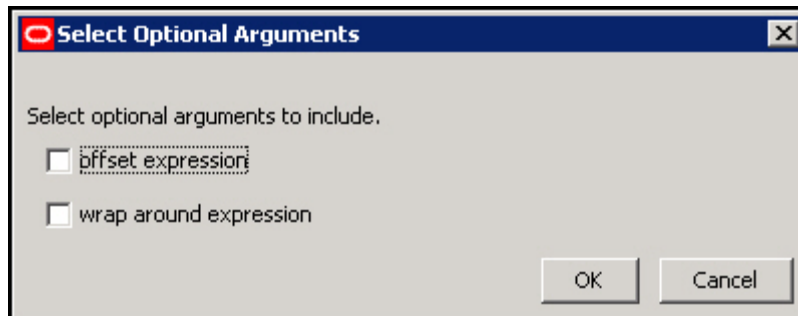 Select Optional Arguments
Select optional arguments to include.
offset expression
wrap around expression
OK Cancel